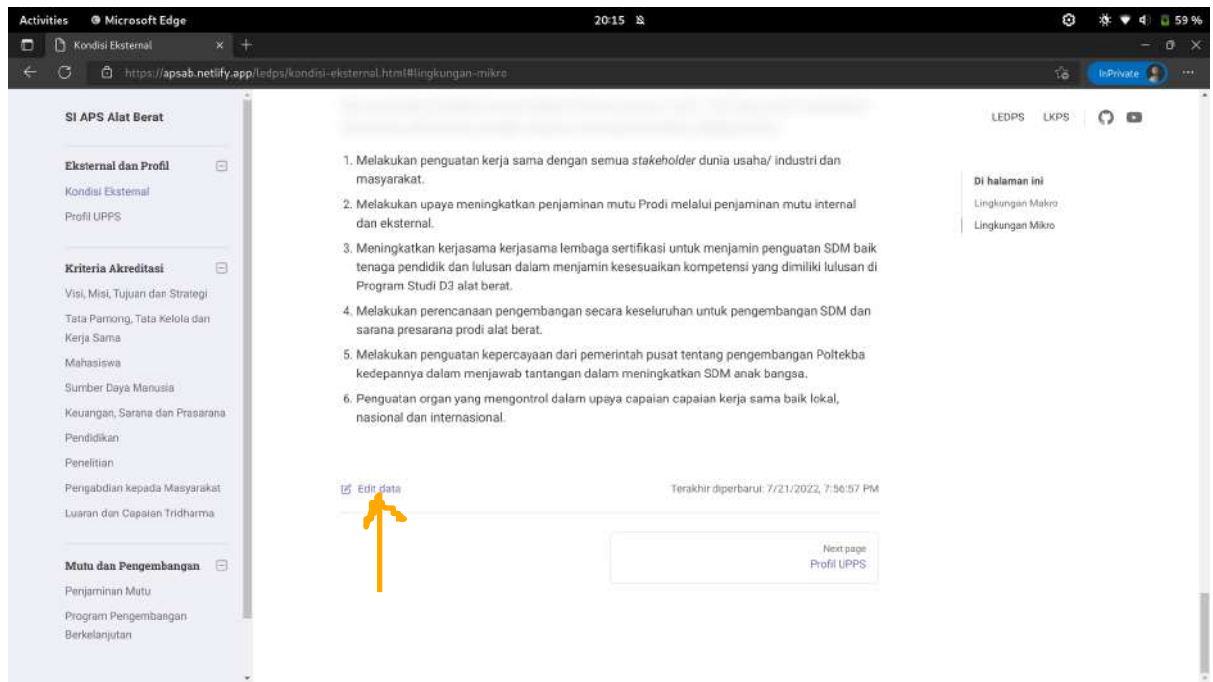 Activities Microsoft Edge 20:15 59 %
Kondisi Eksternal
https://apsab.netlify.app/ledps/kondisi-eksternal.html#lingkungan-mikro InPrivate
SI APS Alat Berat
LEDPS LKPS
Eksternal dan Profil
Kondisi Eksternal
Profil UPPS
Kriteria Akreditasi
Visi, Misi, Tujuan dan Strategi
Tata Pamong, Tata Kelola dan
Kerja Sama
Mahasiswa
Sumber Daya Manusia
Keuangan, Sarana dan Prasarana
Pendidikan
Penelitian
Pengabdian kepada Masyarakat
Luaran dan Capaian Tridharma
Mutu dan Pengembangan
Penjaminan Mutu
Program Pengembangan
Berkelanjutan
1. Melakukan penguatan kerja sama dengan semua stakeholder dunia usaha/ industri dan
masyarakat.
2. Melakukan upaya meningkatkan penjaminan mutu Prodi melalui penjaminan mutu internal
dan eksternal.
3. Meningkatkan kerjasama kerjasama lembaga sertifikasi untuk menjamin penguatan SDM baik
tenaga pendidik dan lulusan dalam menjamin kesesuaikan kompetensi yang dimiliki lulusan di
Program Studi D3 alat berat.
4. Melakukan perencanaan pengembangan secara keseluruhan untuk pengembangan SDM dan
sarana presarana prodi alat berat.
5. Melakukan penguatan kepercayaan dari pemerintah pusat tentang pengembangan Poltekba
kedepannya dalam menjawab tantangan dalam meningkatkan SDM anak bangsa.
6. Penguatan organ yang mengontrol dalam upaya capaian capaian kerja sama baik lokal,
nasional dan internasional.
Edit data
Terakhir diperbarui: 7/21/2022, 7:56:57 PM
Next page
Profil UPPS
Di halaman ini
Lingkungan Makro
Lingkungan Mikro